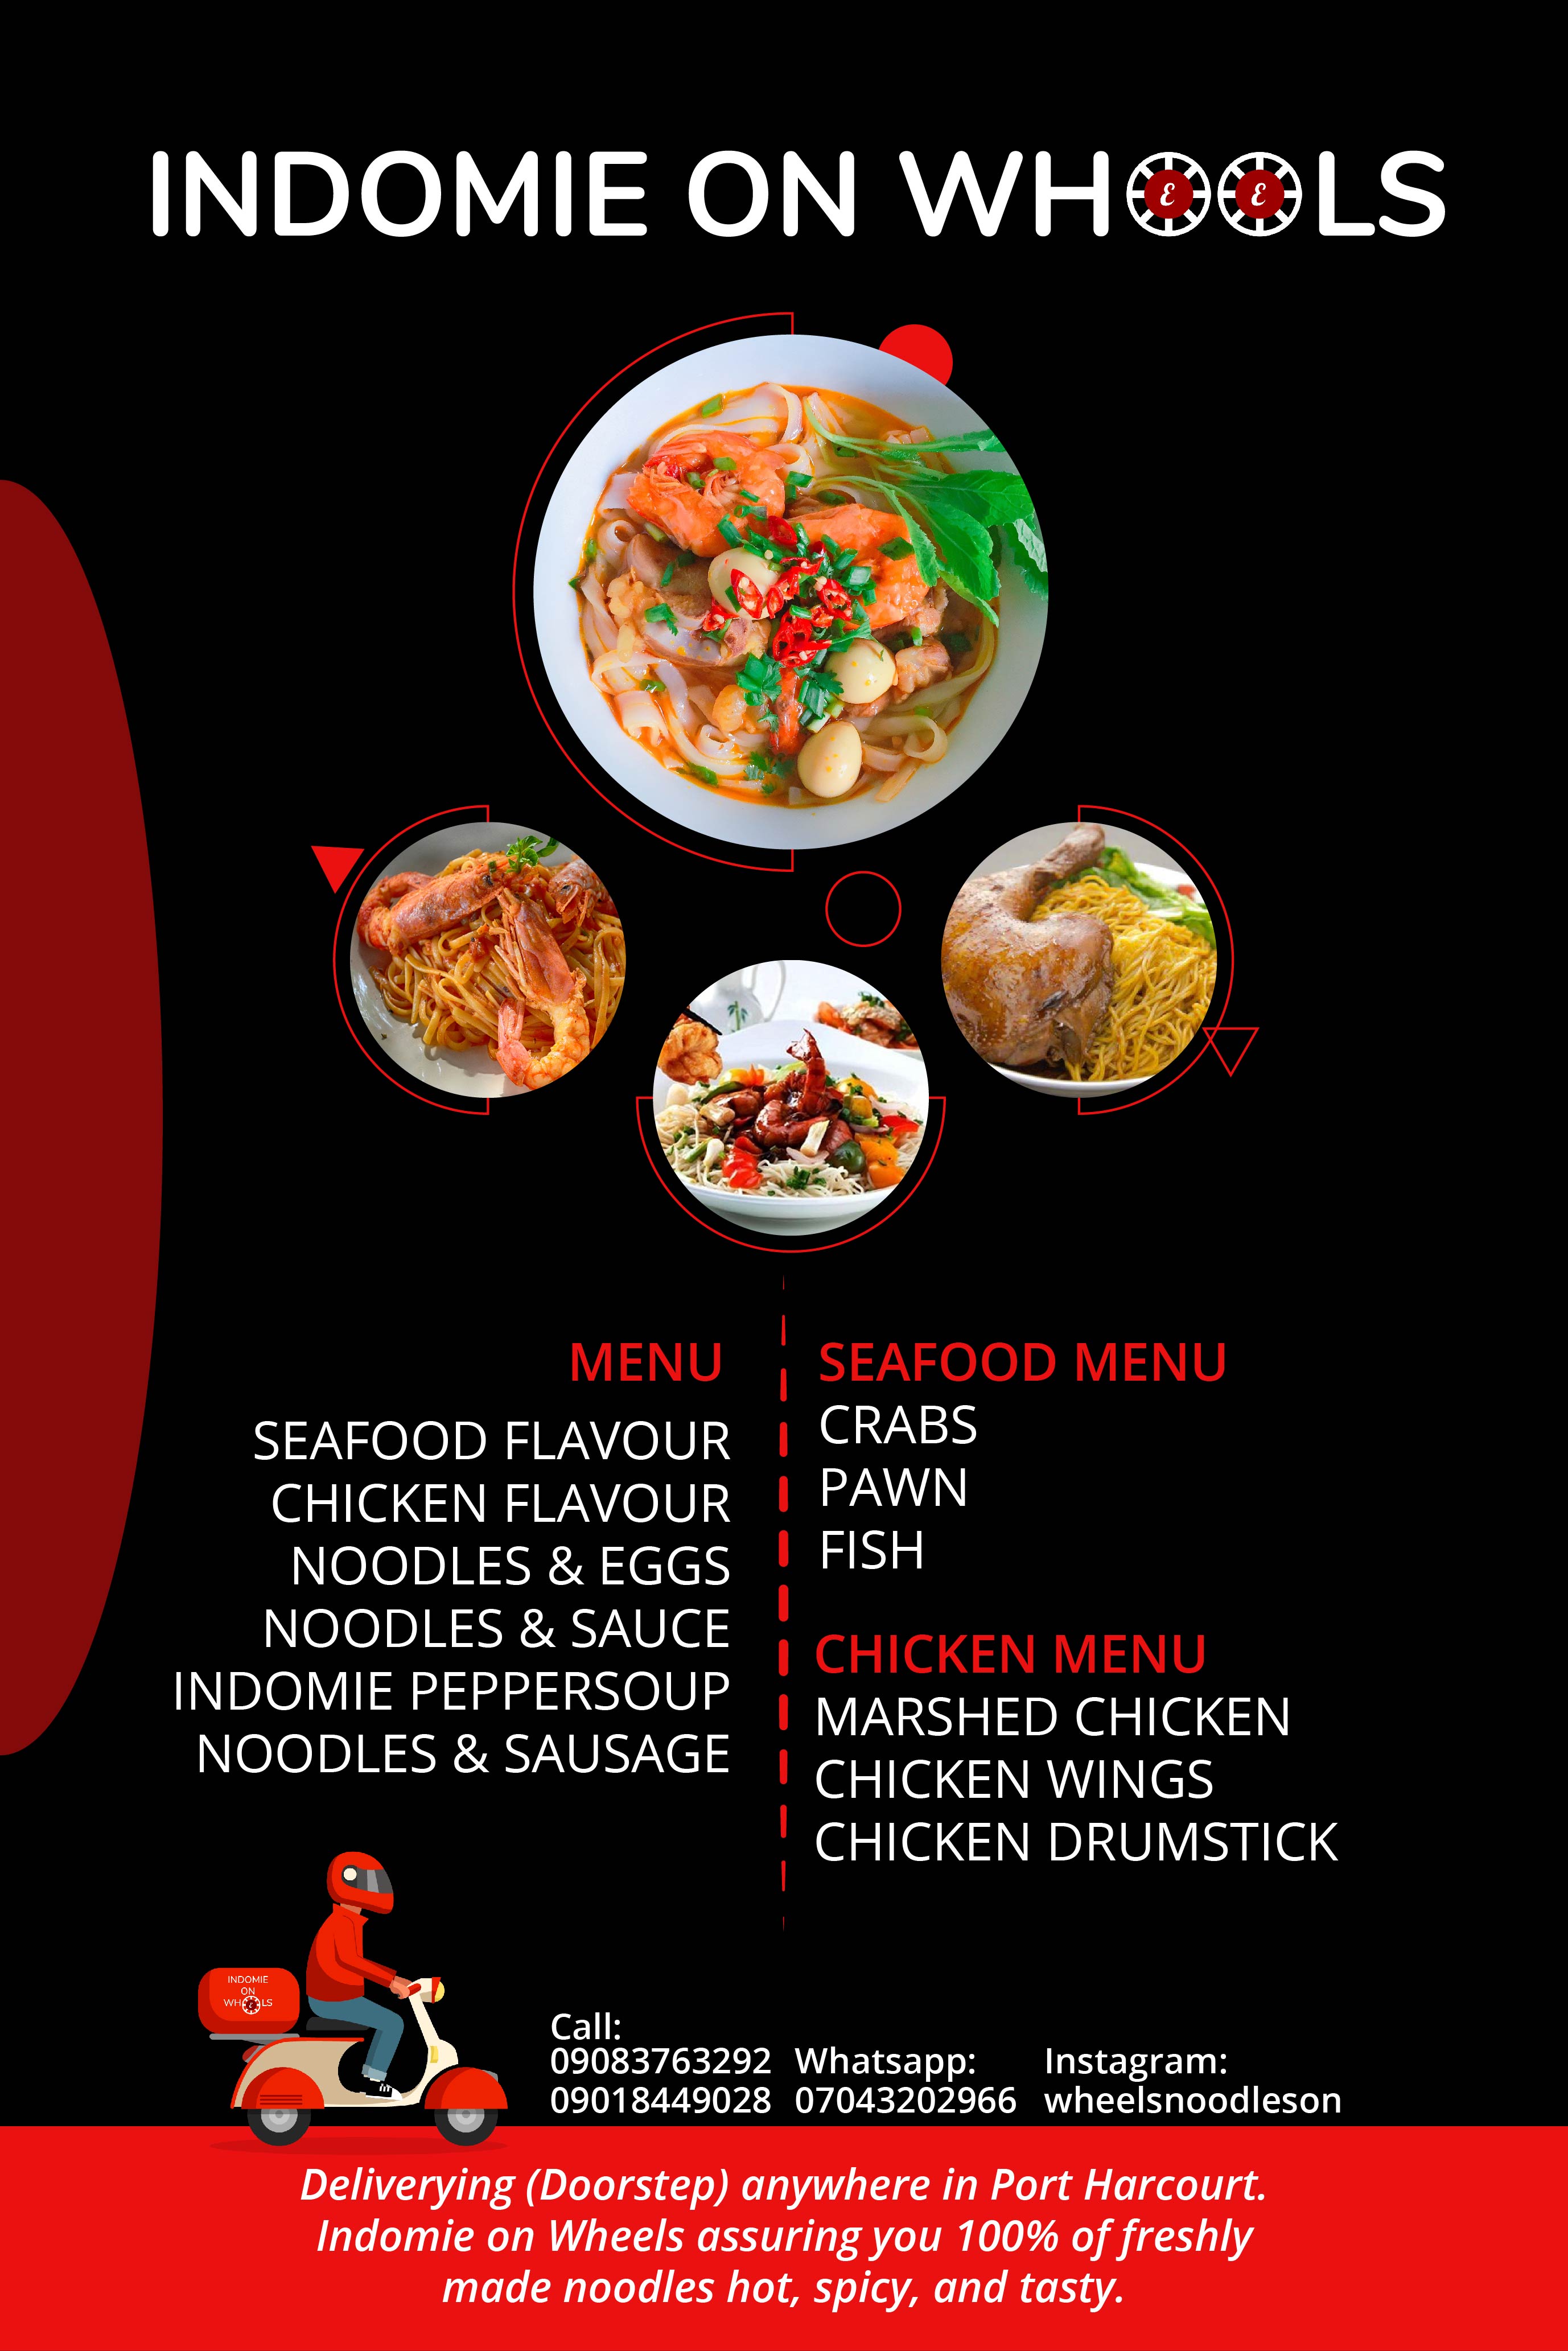 INDOMIE ON WHEELS
MENU
SEAFOOD FLAVOUR
CHICKEN FLAVOUR
NOODLES & EGGS
NOODLES & SAUCE
INDOMIE PEPPERSOUP
NOODLES & SAUSAGE
SEAFOOD MENU
CRABS
PAWN
FISH
CHICKEN MENU
MARSHED CHICKEN
CHICKEN WINGS
CHICKEN DRUMSTICK
INDOMIE
ON
WHELS
Call:
09083763292
09018449028
Whatsapp:
07043202966
Instagram:
wheelsnoodleson
Deliverying (Doorstep) anywhere in Port Harcourt.
Indomie on Wheels assuring you 100% of freshly
made noodles hot, spicy, and tasty.